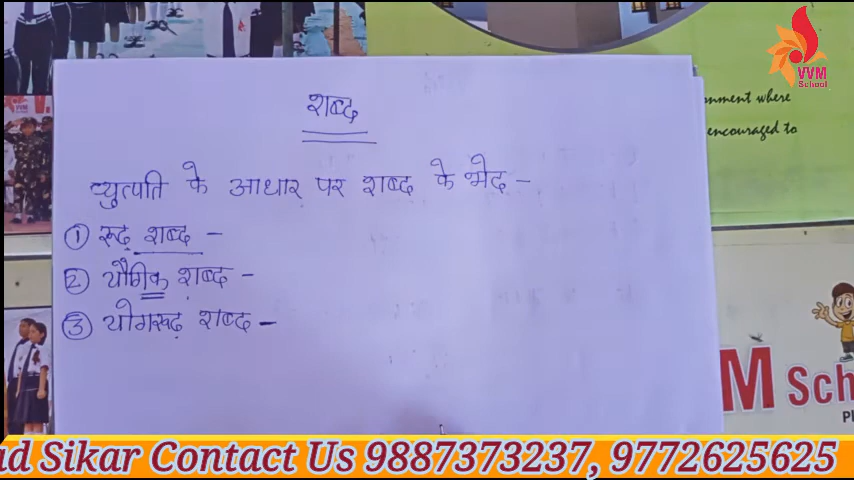 VVM
School
nment where
encouraged to
शब्द
व्युत्पति के आधार पर शब्द के भेद -
① रूढ़ शब्द -
② यौगिक शब्द -
③ योगरूढ़ शब्द -
M Sch
ad Sikar Contact Us 9887373237, 9772625625